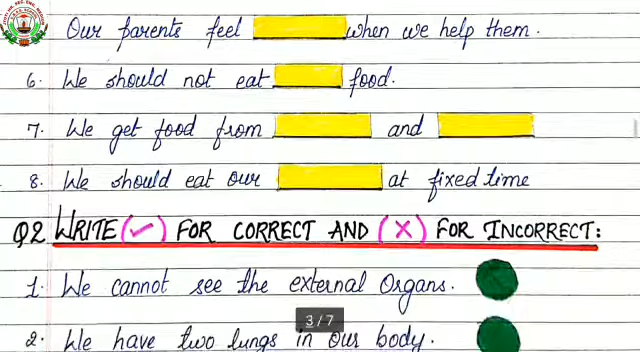 Our parents feel when we help them.
6. We should not eat food.
7. We get food from and
8. We should eat our at fixed time
Q2 WRITE (✓) FOR CORRECT AND (✗) FOR INCORRECT:
1. We cannot see the external Organs.
3 / 7
2. We have two lungs in our body.